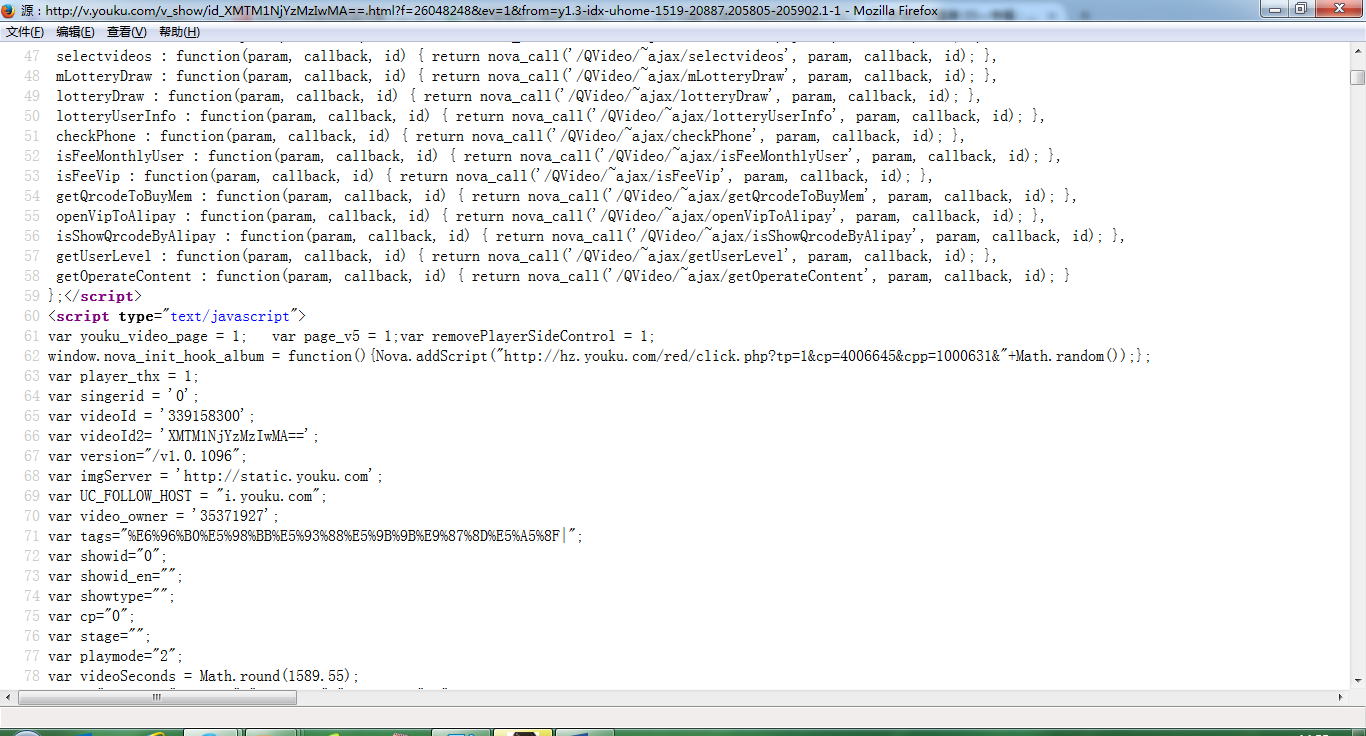 源：http://v.youku.com/v_show/id_XMTM1NjYzMzIwMA==.html?f=26048248&ev=1&from=y1.3-idx-uhome-1519-20887.205805-205902.1-1 - Mozilla Firefox
文件(F) 编辑(E) 查看(V) 帮助(H)
47 selectvideos : function(param, callback, id) { return nova_call('/QVideo/~ajax/selectvideos', param, callback, id); },
48 mLotteryDraw : function(param, callback, id) { return nova_call('/QVideo/~ajax/mLotteryDraw', param, callback, id); },
49 lotteryDraw : function(param, callback, id) { return nova_call('/QVideo/~ajax/lotteryDraw', param, callback, id); },
50 lotteryUserInfo : function(param, callback, id) { return nova_call('/QVideo/~ajax/lotteryUserInfo', param, callback, id); },
51 checkPhone : function(param, callback, id) { return nova_call('/QVideo/~ajax/checkPhone', param, callback, id); },
52 isFeeMonthlyUser : function(param, callback, id) { return nova_call('/QVideo/~ajax/isFeeMonthlyUser', param, callback, id); },
53 isFeeVip : function(param, callback, id) { return nova_call('/QVideo/~ajax/isFeeVip', param, callback, id); },
54 getQrcodeToBuyMem : function(param, callback, id) { return nova_call('/QVideo/~ajax/getQrcodeToBuyMem', param, callback, id); },
55 openVipToAlipay : function(param, callback, id) { return nova_call('/QVideo/~ajax/openVipToAlipay', param, callback, id); },
56 isShowQrcodeByAlipay : function(param, callback, id) { return nova_call('/QVideo/~ajax/isShowQrcodeByAlipay', param, callback, id); },
57 getUserLevel : function(param, callback, id) { return nova_call('/QVideo/~ajax/getUserLevel', param, callback, id); },
58 getOperateContent : function(param, callback, id) { return nova_call('/QVideo/~ajax/getOperateContent', param, callback, id); }
59 };</script>
60 <script type="text/javascript">
61 var youku_video_page = 1;   var page_v5 = 1;var removePlayerSideControl = 1;
62 window.nova_init_hook_album = function(){Nova.addScript("http://hz.youku.com/red/click.php?tp=1&cp=4006645&cpp=1000631&"+Math.random());};
63 var player_thx = 1;
64 var singerid = '0';
65 var videoId = '339158300';
66 var videoId2= 'XMTM1NjYzMzIwMA==';
67 var version="/v1.0.1096";
68 var imgServer = 'http://static.youku.com';
69 var UC_FOLLOW_HOST = "i.youku.com";
70 var video_owner = '35371927';
71 var tags="%E6%96%B0%E5%98%BB%E5%93%88%E5%9B%9B%E9%87%8D%E5%A5%8F|";
72 var showid="0";
73 var showid_en="";
74 var showtype="";
75 var cp="0";
76 var stage="";
77 var playmode="2";
78 var videoSeconds = Math.round(1589.55);